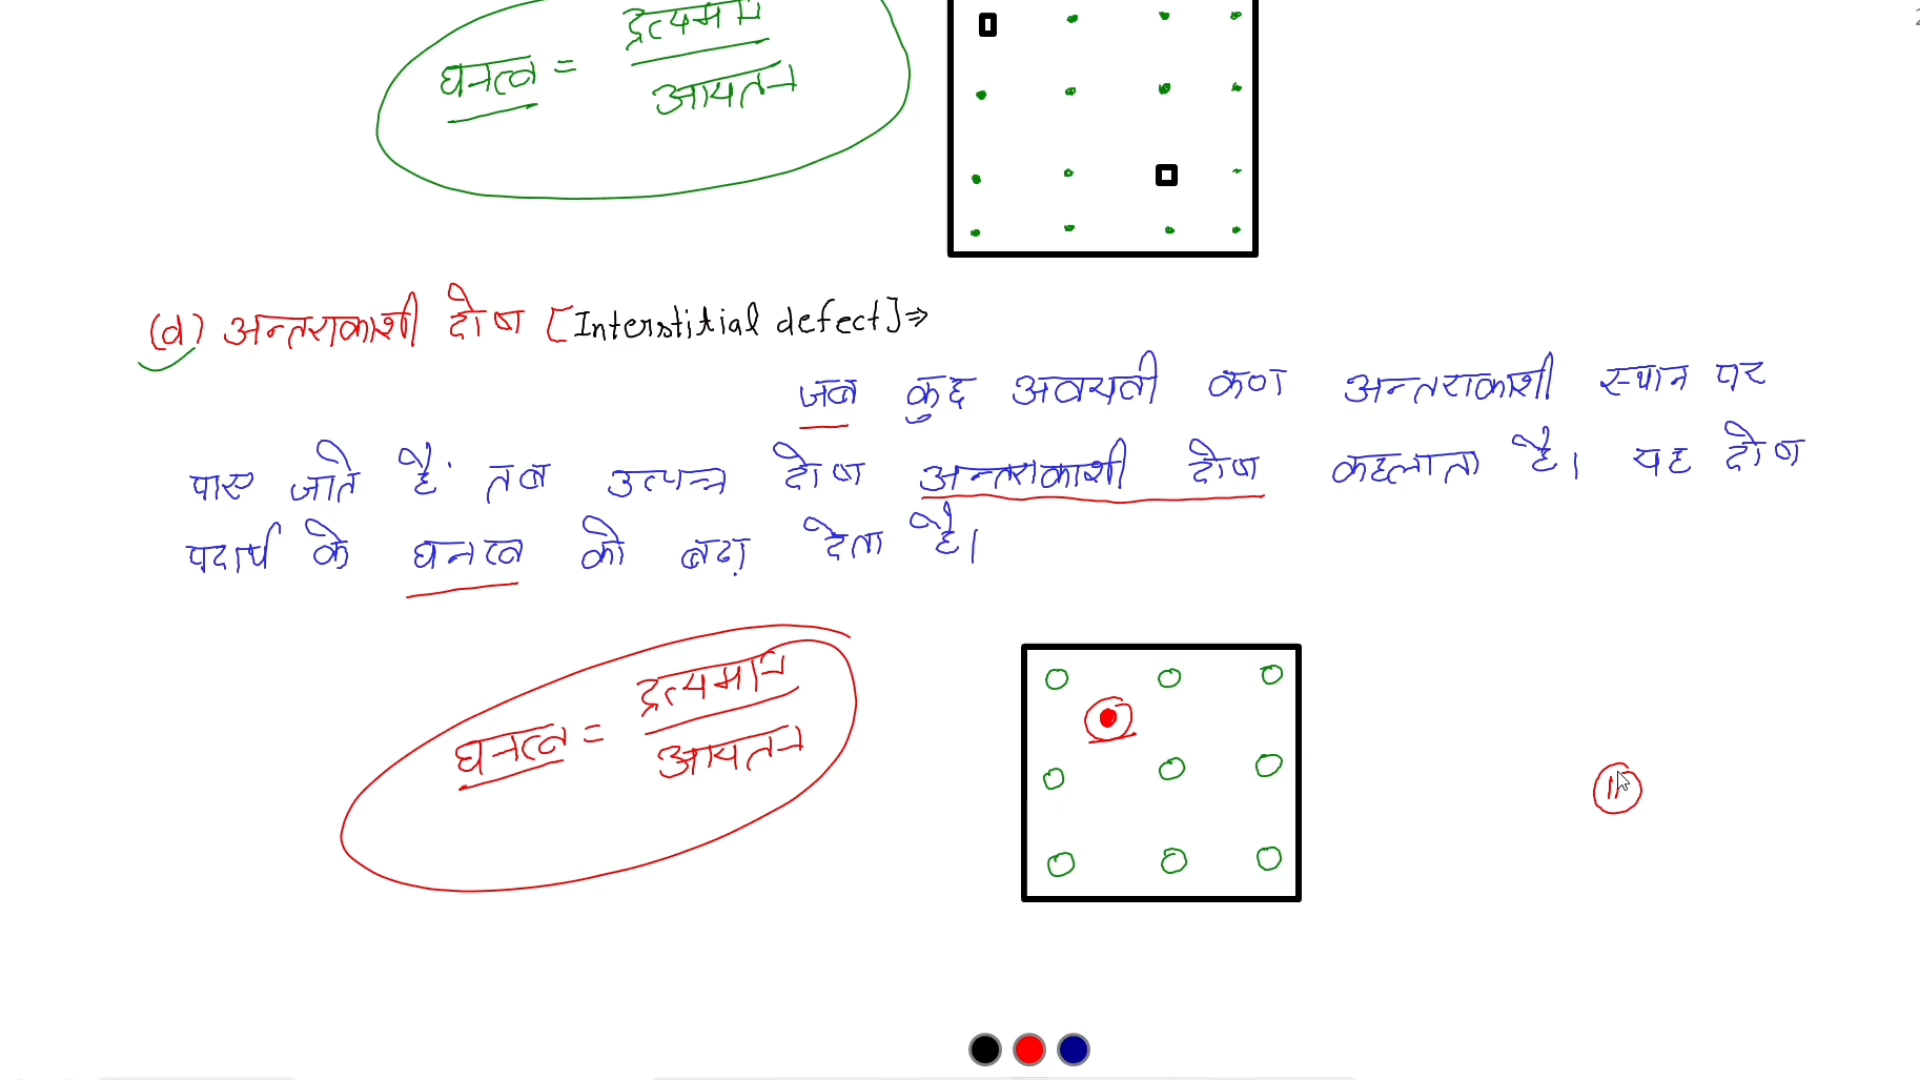 द्रव्यमान
घनत्व =
आयतन
(d) अन्तराकाशी दोष [Interstitial defect]⇒
जब कुछ अवयवी कण अन्तराकाशी स्थान पर
पाए जाते है तब उत्पन्न दोष अन्तराकाशी दोष कहलाता है। यह दोष
पदार्थ के घनत्व को बढ़ा देता है।
द्रव्यमान
घनत्व =
आयतन